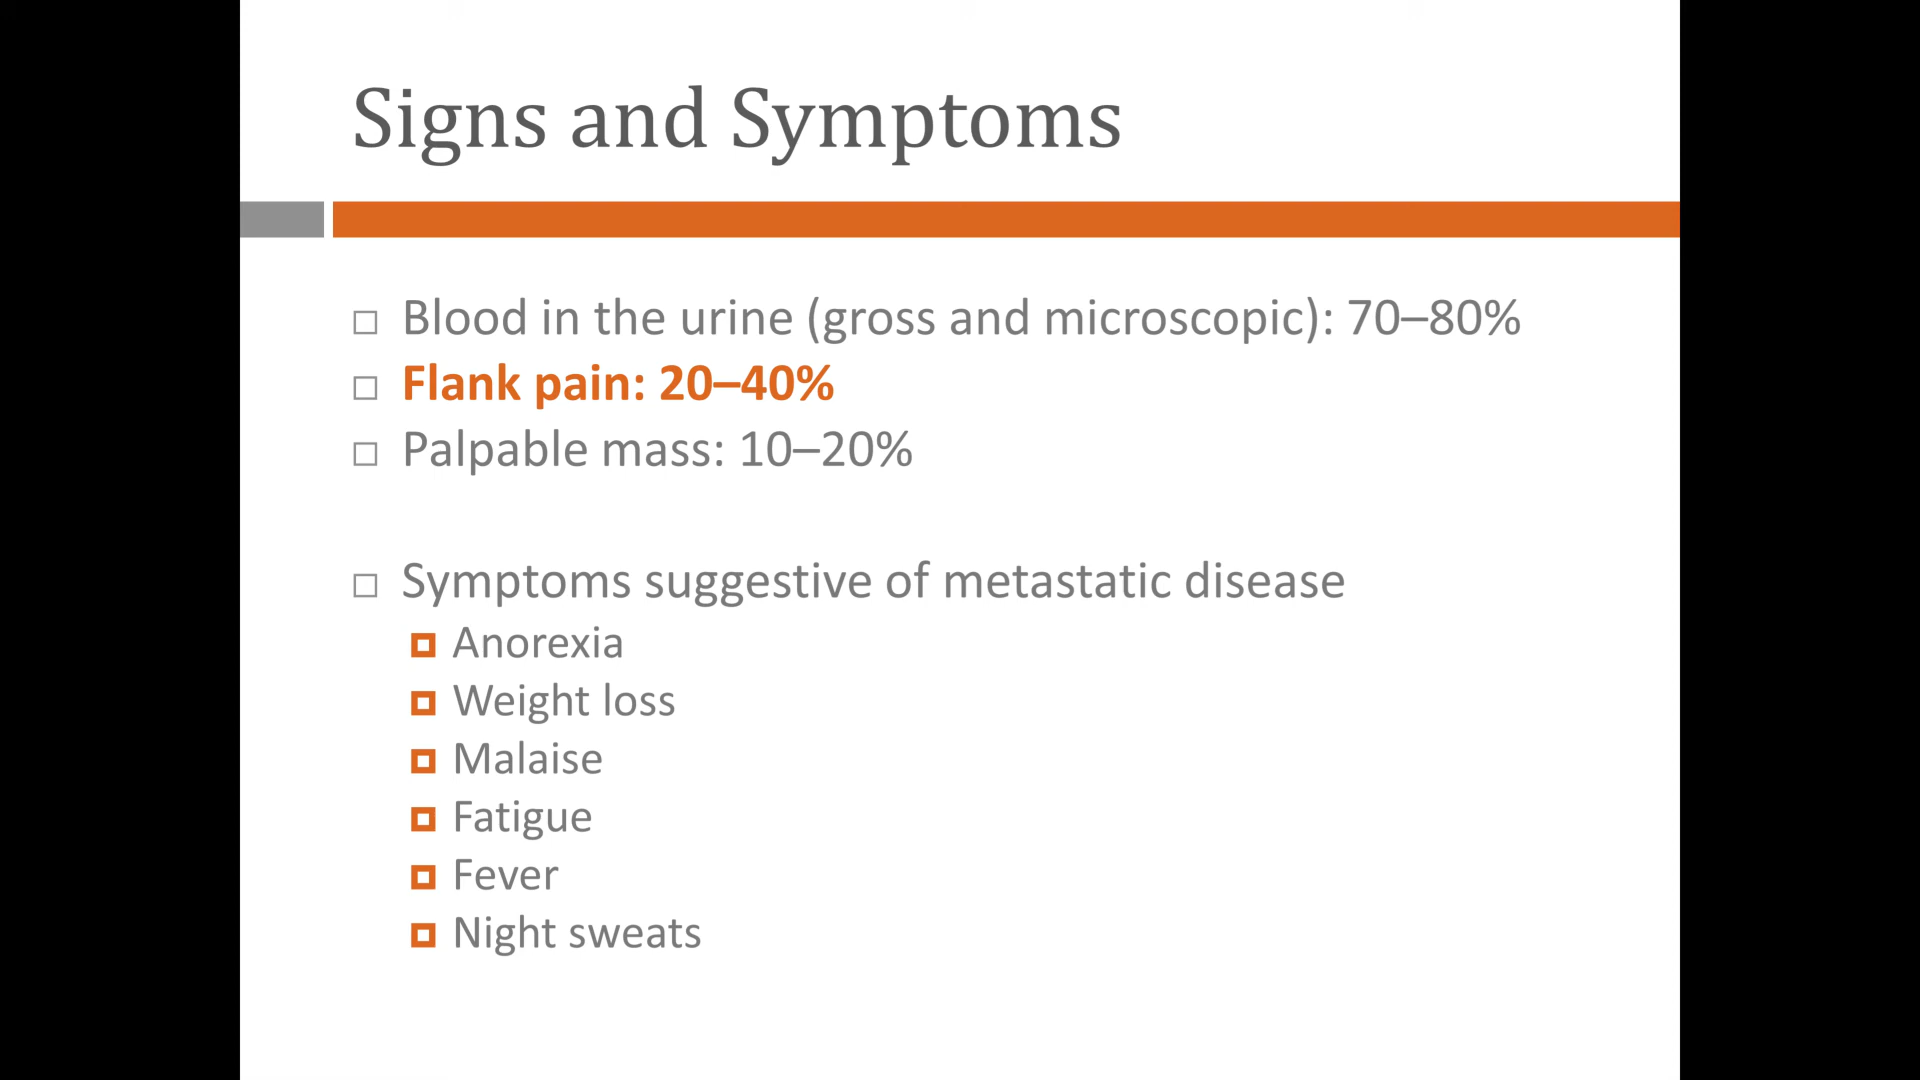 Signs and Symptoms
Blood in the urine (gross and microscopic): 70–80%
Flank pain: 20–40%
Palpable mass: 10–20%
Symptoms suggestive of metastatic disease
Anorexia
Weight loss
Malaise
Fatigue
Fever
Night sweats